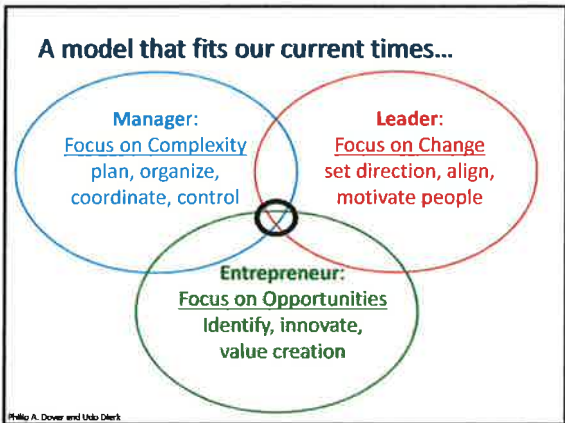 A model that fits our current times...
Manager:
Focus on Complexity
plan, organize,
coordinate, control
Leader:
Focus on Change
set direction, align,
motivate people
Entrepreneur:
Focus on Opportunities
Identify, innovate,
value creation
Phillip A. Dover and Udo Dierk